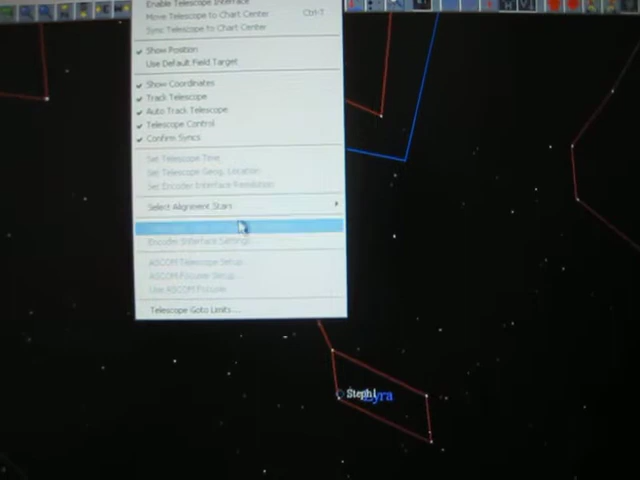 Enable Telescope Interface
Move Telescope to Chart Center Ctrl-T
Sync Telescope to Chart Center
Show Position
Use Default Field Target
Show Coordinates
Track Telescope
Auto Track Telescope
Telescope Control
Confirm Syncs
Set Telescope Time
Set Telescope Geog. Location
Set Encoder Interface Resolution
Select Alignment Stars
Encoder Interface Settings
ASCOM Telescope Setup...
ASCOM Focuser Setup...
Use ASCOM Focuser
Telescope Goto Limits...
Steph1
Lyra